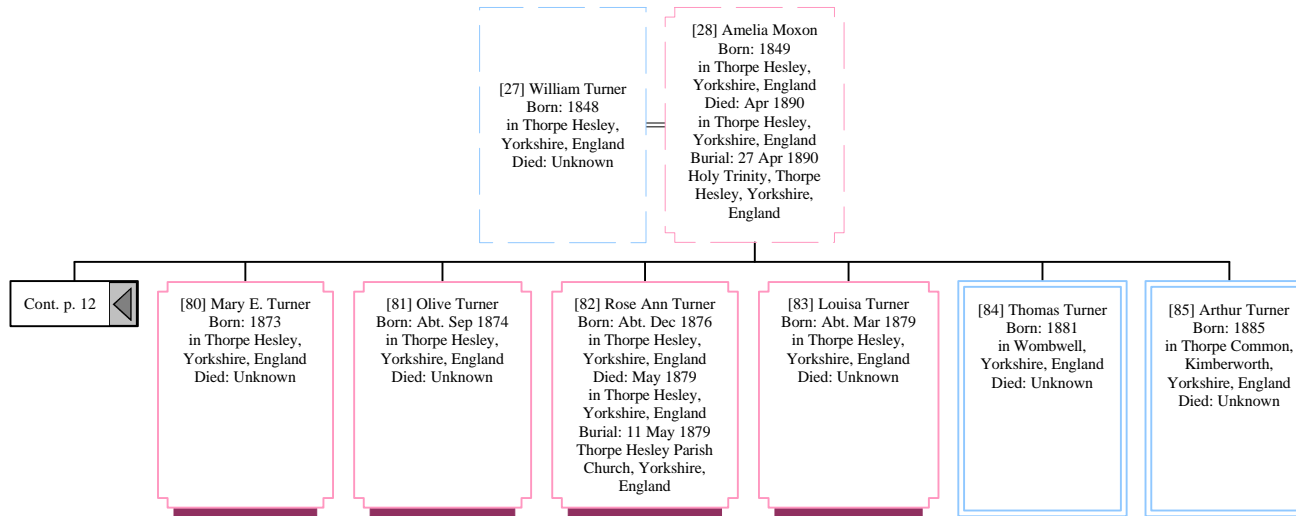 [27] William Turner
Born: 1848
in Thorpe Hesley,
Yorkshire, England
Died: Unknown
[28] Amelia Moxon
Born: 1849
in Thorpe Hesley,
Yorkshire, England
Died: Apr 1890
in Thorpe Hesley,
Yorkshire, England
Burial: 27 Apr 1890
Holy Trinity, Thorpe
Hesley, Yorkshire,
England
Cont. p. 12
[80] Mary E. Turner
Born: 1873
in Thorpe Hesley,
Yorkshire, England
Died: Unknown
[81] Olive Turner
Born: Abt. Sep 1874
in Thorpe Hesley,
Yorkshire, England
Died: Unknown
[82] Rose Ann Turner
Born: Abt. Dec 1876
in Thorpe Hesley,
Yorkshire, England
Died: May 1879
in Thorpe Hesley,
Yorkshire, England
Burial: 11 May 1879
Thorpe Hesley Parish
Church, Yorkshire,
England
[83] Louisa Turner
Born: Abt. Mar 1879
in Thorpe Hesley,
Yorkshire, England
Died: Unknown
[84] Thomas Turner
Born: 1881
in Wombwell,
Yorkshire, England
Died: Unknown
[85] Arthur Turner
Born: 1885
in Thorpe Common,
Kimberworth,
Yorkshire, England
Died: Unknown